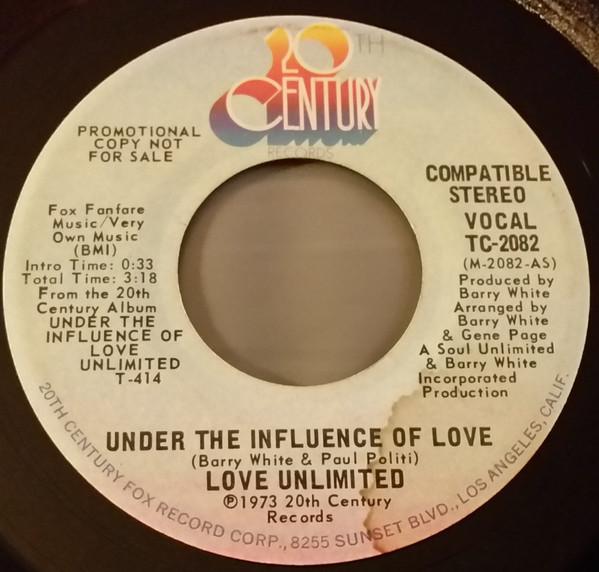 20TH
CENTURY
RECORDS
PROMOTIONAL
COPY NOT
FOR SALE
Fox Fanfare
Music/Very
Own Music
(BMI)
Intro Time: 0:33
Total Time: 3:18
From the 20th
Century Album
UNDER THE
INFLUENCE OF
LOVE
UNLIMITED
T-414
COMPATIBLE
STEREO
VOCAL
TC-2082
(M-2082-AS)
Produced by
Barry White
Arranged by
Barry White
& Gene Page
A Soul Unlimited
& Barry White
Incorporated
Production
UNDER THE INFLUENCE OF LOVE
(Barry White & Paul Politi)
LOVE UNLIMITED
℗1973 20th Century
Records
20TH CENTURY FOX RECORD CORP., 8255 SUNSET BLVD., LOS ANGELES, CALIF.